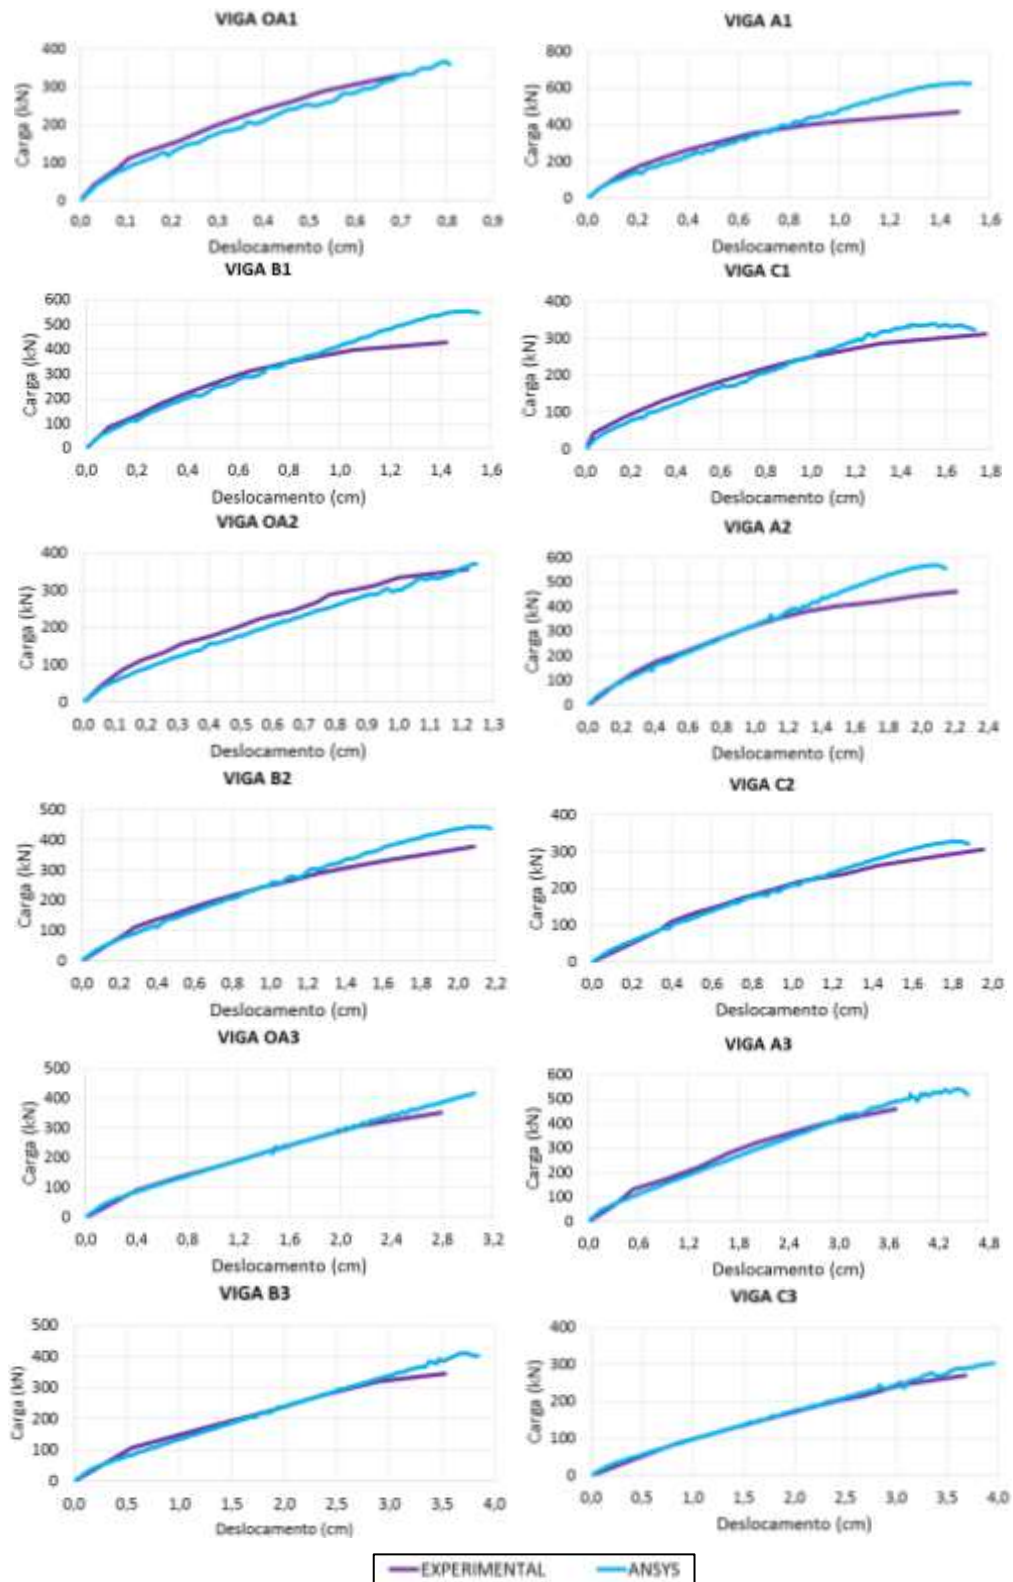 VIGA OA1
400
300
200
100
0
Carga (kN)
0,0 0,1 0,2 0,3 0,4 0,5 0,6 0,7 0,8 0,9
Deslocamento (cm)
VIGA A1
800
600
400
200
0
Carga (kN)
0,0 0,2 0,4 0,6 0,8 1,0 1,2 1,4 1,6
Deslocamento (cm)
VIGA B1
600
500
400
300
200
100
0
Carga (kN)
0,0 0,2 0,4 0,6 0,8 1,0 1,2 1,4 1,6
Deslocamento (cm)
VIGA C1
400
300
200
100
0
Carga (kN)
0,0 0,2 0,4 0,6 0,8 1,0 1,2 1,4 1,6 1,8
Deslocamento (cm)
VIGA OA2
400
300
200
100
0
Carga (kN)
0,0 0,1 0,2 0,3 0,4 0,5 0,6 0,7 0,8 0,9 1,0 1,1 1,2 1,3
Deslocamento (cm)
VIGA A2
600
500
400
300
200
100
0
Carga (kN)
0,0 0,2 0,4 0,6 0,8 1,0 1,2 1,4 1,6 1,8 2,0 2,2 2,4
Deslocamento (cm)
VIGA B2
500
400
300
200
100
0
Carga (kN)
0,0 0,2 0,4 0,6 0,8 1,0 1,2 1,4 1,6 1,8 2,0 2,2
Deslocamento (cm)
VIGA C2
400
300
200
100
0
Carga (kN)
0,0 0,2 0,4 0,6 0,8 1,0 1,2 1,4 1,6 1,8 2,0
Deslocamento (cm)
VIGA OA3
500
400
300
200
100
0
Carga (kN)
0,0 0,4 0,8 1,2 1,6 2,0 2,4 2,8 3,2
Deslocamento (cm)
VIGA A3
600
500
400
300
200
100
0
Carga (kN)
0,0 0,6 1,2 1,8 2,4 3,0 3,6 4,2 4,8
Deslocamento (cm)
VIGA B3
500
400
300
200
100
0
Carga (kN)
0,0 0,5 1,0 1,5 2,0 2,5 3,0 3,5 4,0
Deslocamento (cm)
VIGA C3
400
300
200
100
0
Carga (kN)
0,0 0,5 1,0 1,5 2,0 2,5 3,0 3,5 4,0
Deslocamento (cm)
EXPERIMENTAL ANSYS